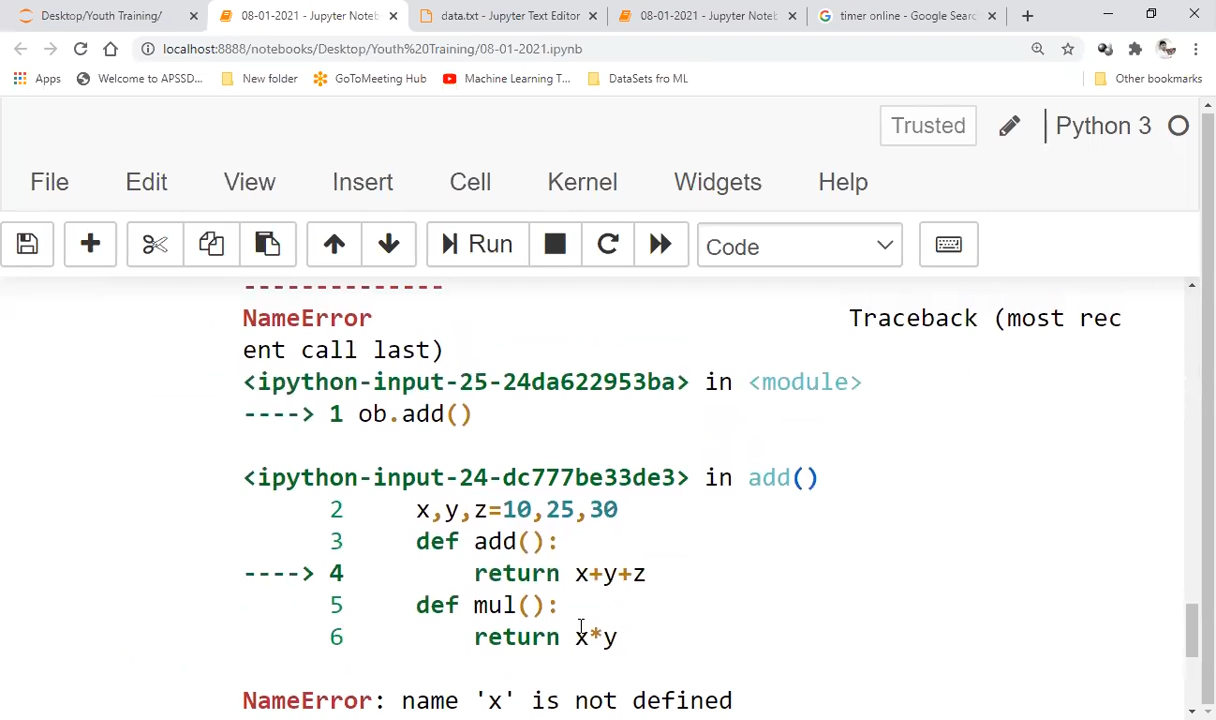 Desktop/Youth Training/
08-01-2021 - Jupyter Noteb
data.txt - Jupyter Text Editor
08-01-2021 - Jupyter Noteb
timer online - Google Searc
localhost:8888/notebooks/Desktop/Youth%20Training/08-01-2021.ipynb
Apps Welcome to APSSD... New folder GoToMeeting Hub Machine Learning T... DataSets fro ML Other bookmarks
Trusted Python 3
File Edit View Insert Cell Kernel Widgets Help
Run Code
--------------
NameError Traceback (most rec
ent call last)
<ipython-input-25-24da622953ba> in <module>
----> 1 ob.add()
<ipython-input-24-dc777be33de3> in add()
2 x,y,z=10,25,30
3 def add():
----> 4 return x+y+z
5 def mul():
6 return x*y
NameError: name 'x' is not defined